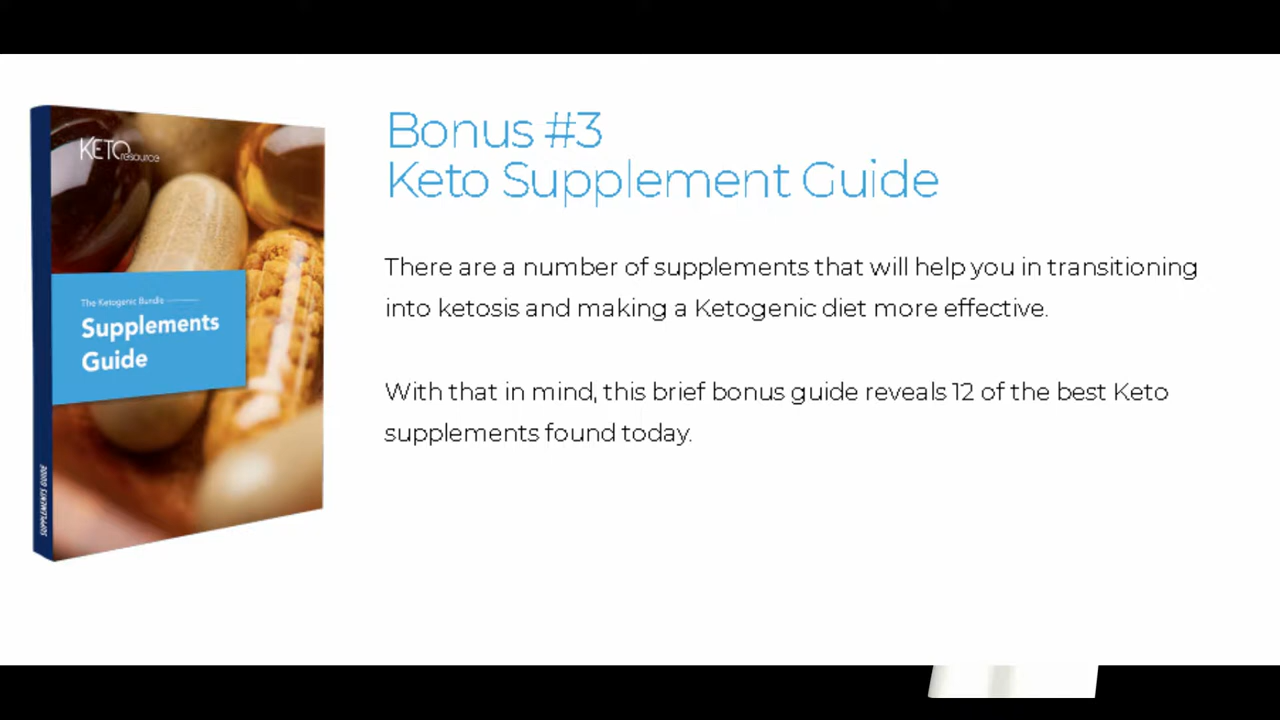 KETOresource
The Ketogenic Bundle
Supplements
Guide
SUPPLEMENTS GUIDE
Bonus #3
Keto Supplement Guide
There are a number of supplements that will help you in transitioning
into ketosis and making a Ketogenic diet more effective.
With that in mind, this brief bonus guide reveals 12 of the best Keto
supplements found today.